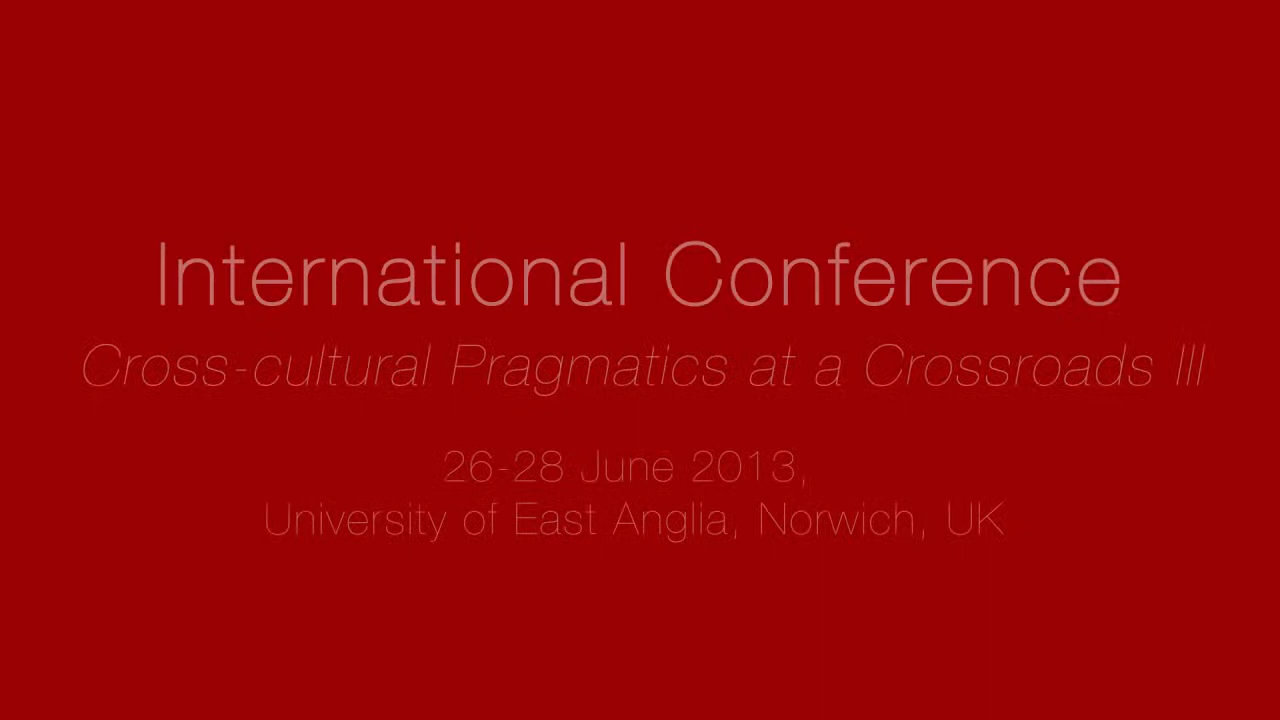 International Conference
Cross-cultural Pragmatics at a Crossroads III
26-28 June 2013,
University of East Anglia, Norwich, UK